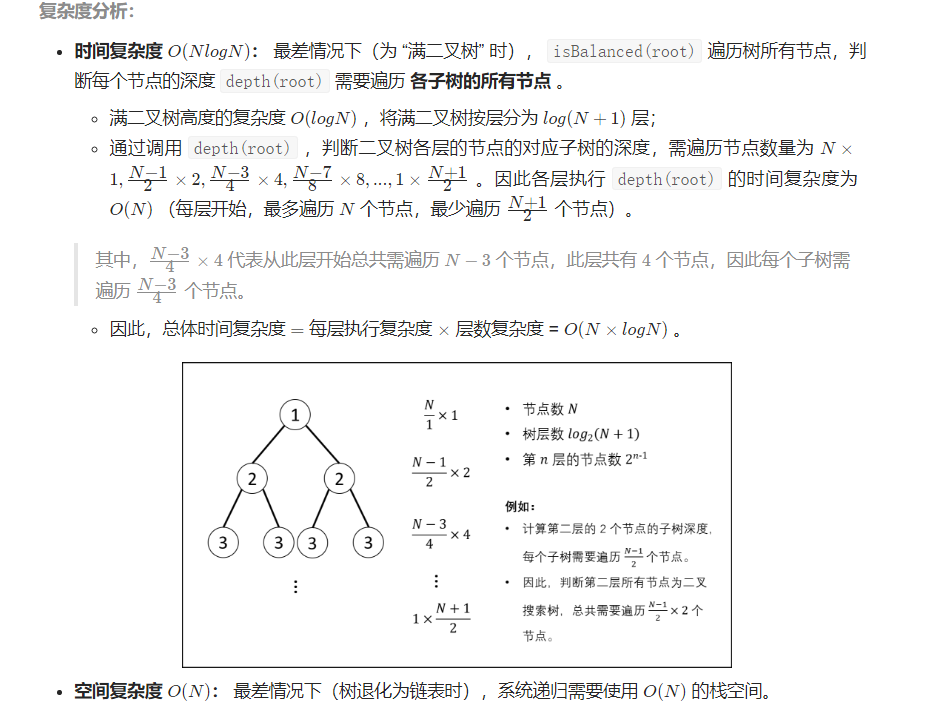 复杂度分析：
• 时间复杂度 O(NlogN)： 最差情况下（为 “满二叉树” 时），isBalanced(root) 遍历树所有节点，判
断每个节点的深度 depth(root) 需要遍历 各子树的所有节点 。
◦ 满二叉树高度的复杂度 O(logN) ，将满二叉树按层分为 log(N + 1) 层；
◦ 通过调用 depth(root) ，判断二叉树各层的节点的对应子树的深度，需遍历节点数量为 N ×
1, \frac{N-1}{2} × 2, \frac{N-3}{4} × 4, \frac{N-7}{8} × 8, ..., 1 × \frac{N+1}{2} 。因此各层执行 depth(root) 的时间复杂度为
O(N) （每层开始，最多遍历 N 个节点，最少遍历 \frac{N+1}{2} 个节点）。
其中，\frac{N-3}{4} × 4 代表从此层开始总共需遍历 N − 3 个节点，此层共有 4 个节点，因此每个子树需
遍历 \frac{N-3}{4} 个节点。
◦ 因此，总体时间复杂度 = 每层执行复杂度 × 层数复杂度 = O(N × logN) 。
1
2 2
3 3 3 3
⋮
\frac{N}{1} × 1
\frac{N-1}{2} × 2
\frac{N-3}{4} × 4
⋮
1 × \frac{N+1}{2}
• 节点数 N
• 树层数 log₂(N + 1)
• 第 n 层的节点数 2ⁿ⁻¹
例如：
• 计算第二层的 2 个节点的子树深度，
每个子树需要遍历 \frac{N-1}{2} 个节点。
• 因此，判断第二层所有节点为二叉
搜索树，总共需要遍历 \frac{N-1}{2} × 2 个
节点。
• 空间复杂度 O(N)： 最差情况下（树退化为链表时），系统递归需要使用 O(N) 的栈空间。